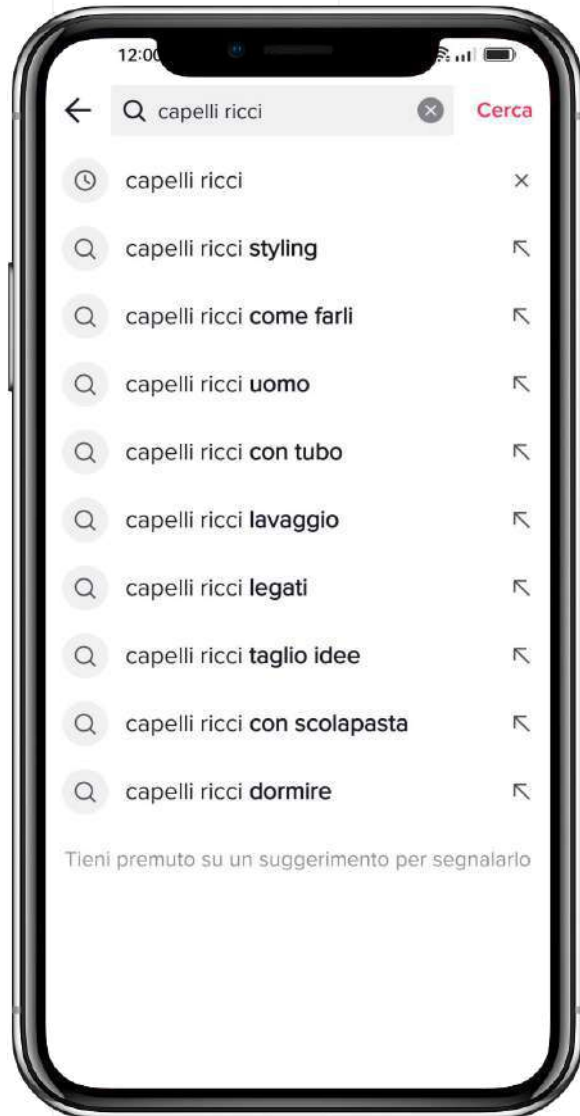 12:00
capelli ricci
Cerca
capelli ricci
capelli ricci styling
capelli ricci come farli
capelli ricci uomo
capelli ricci con tubo
capelli ricci lavaggio
capelli ricci legati
capelli ricci taglio idee
capelli ricci con scolapasta
capelli ricci dormire
Tieni premuto su un suggerimento per segnalarlo